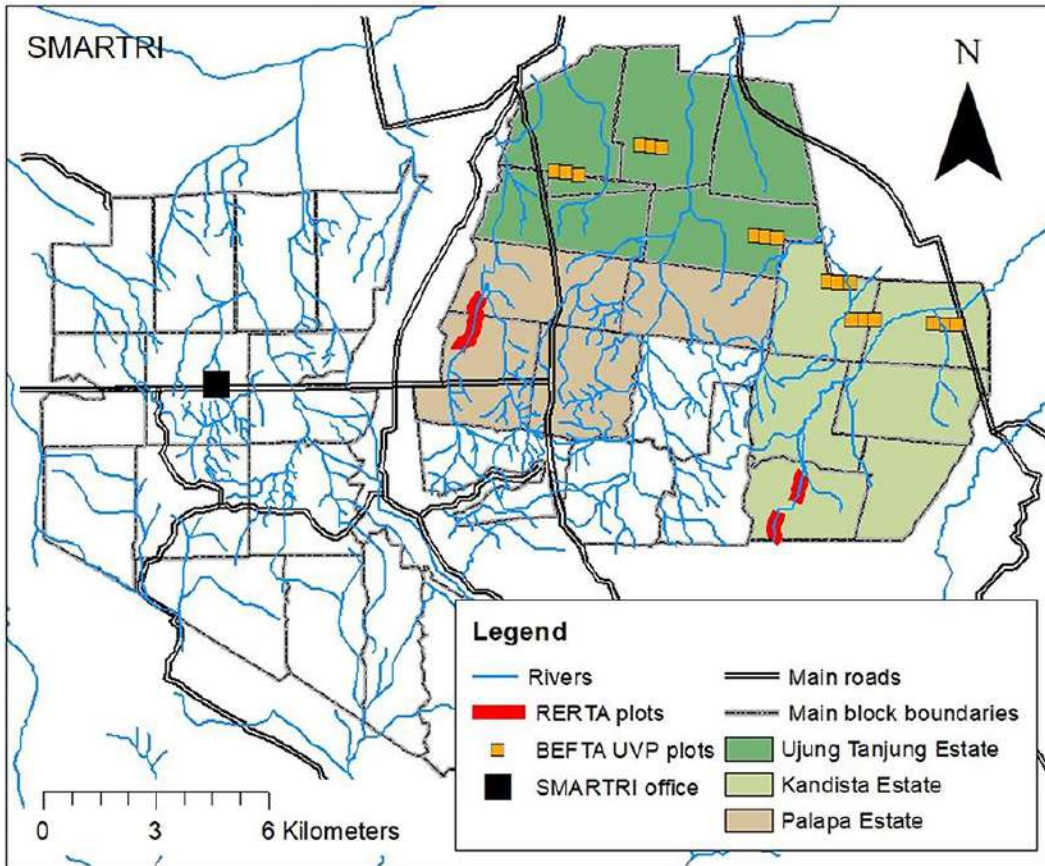 SMARTRI
N
Legend
Rivers
RERTA plots
BEFTA UVP plots
SMARTRI office
Main roads
Main block boundaries
Ujung Tanjung Estate
Kandista Estate
Palapa Estate
0 3 6 Kilometers